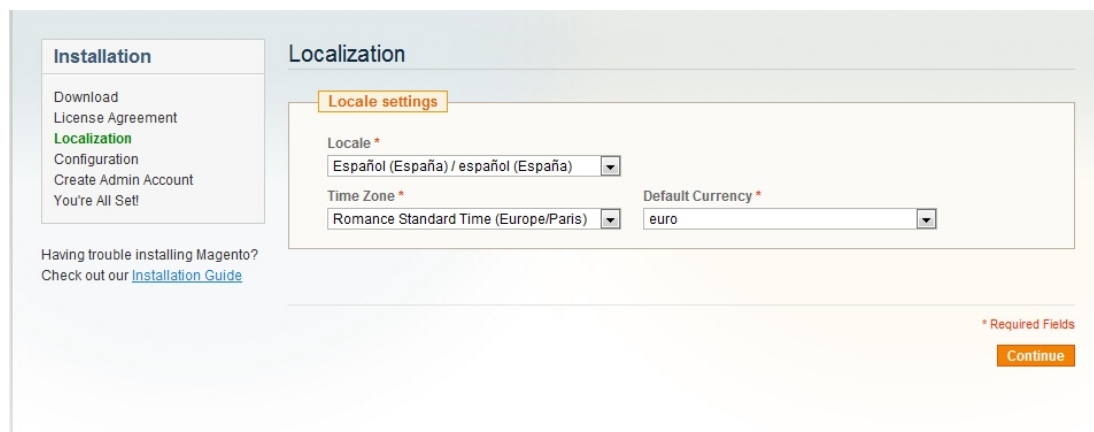 Installation
Download
License Agreement
Localization
Configuration
Create Admin Account
You're All Set!
Having trouble installing Magento?
Check out our Installation Guide
Localization
Locale settings
Locale *
Español (España) / español (España)
Time Zone *
Default Currency *
Romance Standard Time (Europe/Paris)
euro
* Required Fields
Continue